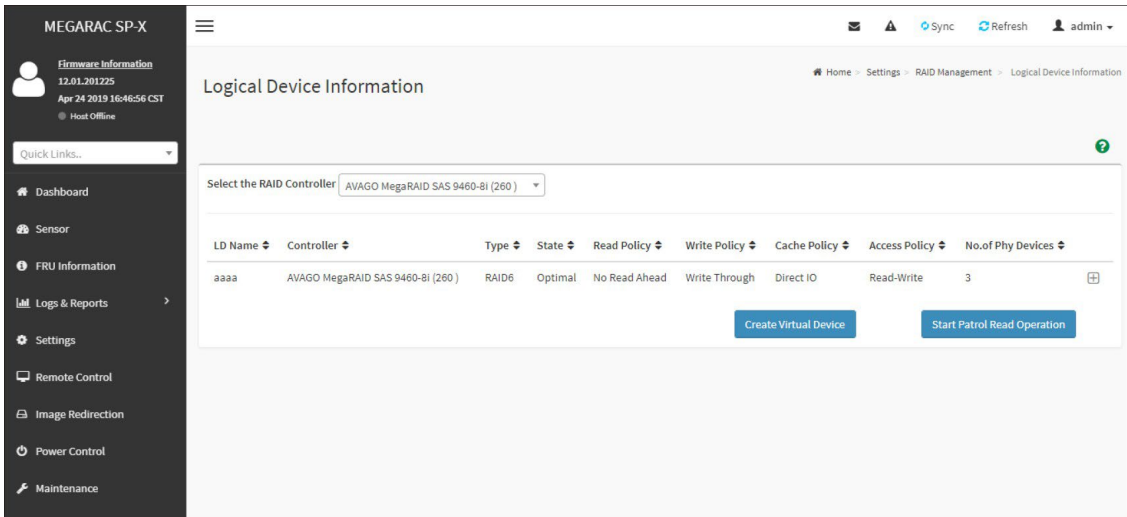 MEGARAC SP-X
Firmware Information
12.01.201225
Apr 24 2019 16:46:56 CST
Host Offline
Quick Links..
Dashboard
Sensor
FRU Information
Logs & Reports
Settings
Remote Control
Image Redirection
Power Control
Maintenance
Sync Refresh admin
Logical Device Information
Home > Settings > RAID Management > Logical Device Information
Select the RAID Controller AVAGO MegaRAID SAS 9460-8i (260 )
LD Name Controller Type State Read Policy Write Policy Cache Policy Access Policy No.of Phy Devices
aaaa AVAGO MegaRAID SAS 9460-8i (260 ) RAID6 Optimal No Read Ahead Write Through Direct IO Read-Write 3
Create Virtual Device Start Patrol Read Operation